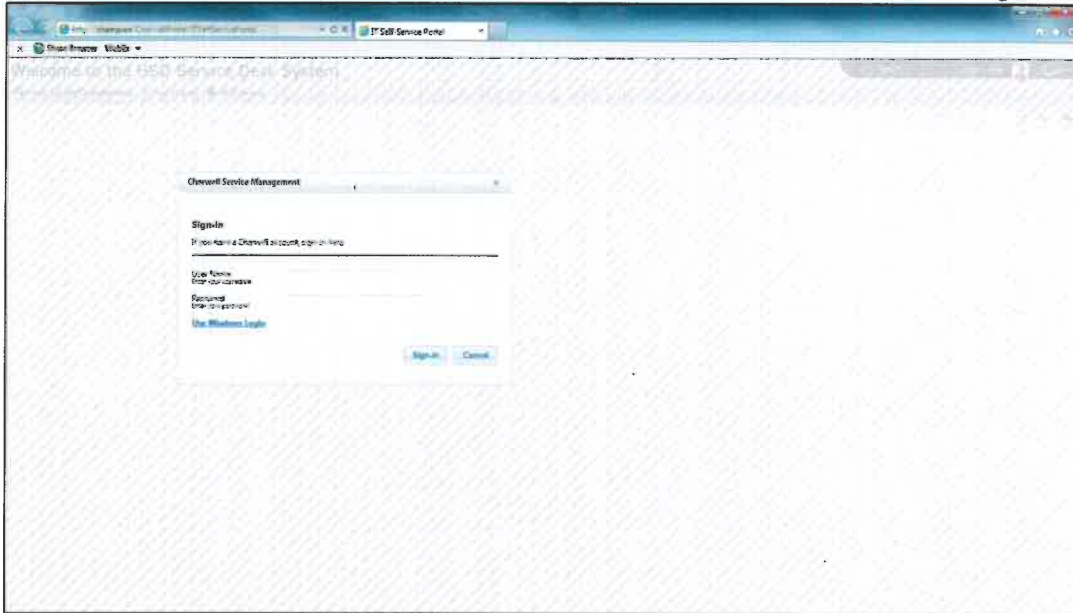 IT Self-Service Portal
Share Browser WebEx
Welcome to the GSD Service Desk System
Cherwell Service Management
Sign-In
If you have a Cherwell account, sign-in here
User Name
Enter your username
Password
Enter your password
Use Windows Login
Sign-In Cancel